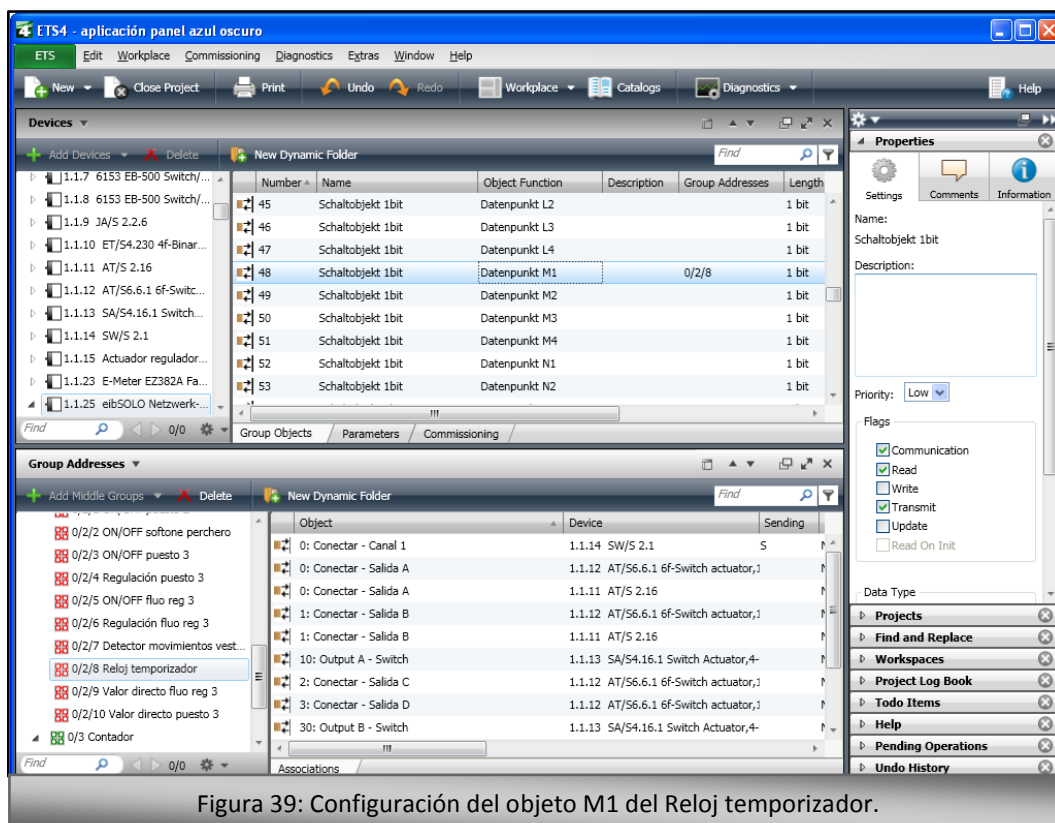 ETS4 - aplicación panel azul oscuro
ETS Edit Workplace Commissioning Diagnostics Extras Window Help
New Close Project Print Undo Redo Workplace Catalogs Diagnostics Help
Devices
Add Devices Delete New Dynamic Folder Find
1.1.7 6153 EB-500 Switch/...
1.1.8 6153 EB-500 Switch/...
1.1.9 JA/S 2.2.6
1.1.10 ET/S4.230 4f-Binar...
1.1.11 AT/S 2.16
1.1.12 AT/S6.6.1 6f-Switc...
1.1.13 SA/S4.16.1 Switch...
1.1.14 SW/S 2.1
1.1.15 Actuador regulador...
1.1.23 E-Meter EZ382A Fa...
1.1.25 eibSOLO Netzwerk-...
Find 0/0
Number Name Object Function Description Group Addresses Length
45 Schaltobjekt 1bit Datenpunkt L2 1 bit
46 Schaltobjekt 1bit Datenpunkt L3 1 bit
47 Schaltobjekt 1bit Datenpunkt L4 1 bit
48 Schaltobjekt 1bit Datenpunkt M1 0/2/8 1 bit
49 Schaltobjekt 1bit Datenpunkt M2 1 bit
50 Schaltobjekt 1bit Datenpunkt M3 1 bit
51 Schaltobjekt 1bit Datenpunkt M4 1 bit
52 Schaltobjekt 1bit Datenpunkt N1 1 bit
53 Schaltobjekt 1bit Datenpunkt N2 1 bit
Group Objects Parameters Commissioning
Group Addresses
Add Middle Groups Delete New Dynamic Folder Find
0/2/2 ON/OFF softone perchero
0/2/3 ON/OFF puesto 3
0/2/4 Regulación puesto 3
0/2/5 ON/OFF fluo reg 3
0/2/6 Regulación fluo reg 3
0/2/7 Detector movimientos vest...
0/2/8 Reloj temporizador
0/2/9 Valor directo fluo reg 3
0/2/10 Valor directo puesto 3
0/3 Contador
Find 0/0
Object Device Sending
0: Conectar - Canal 1 1.1.14 SW/S 2.1 S
0: Conectar - Salida A 1.1.12 AT/S6.6.1 6f-Switch actuator,1
0: Conectar - Salida A 1.1.11 AT/S 2.16
1: Conectar - Salida B 1.1.12 AT/S6.6.1 6f-Switch actuator,1
1: Conectar - Salida B 1.1.11 AT/S 2.16
10: Output A - Switch 1.1.13 SA/S4.16.1 Switch Actuator,4-
2: Conectar - Salida C 1.1.12 AT/S6.6.1 6f-Switch actuator,1
3: Conectar - Salida D 1.1.12 AT/S6.6.1 6f-Switch actuator,1
30: Output B - Switch 1.1.13 SA/S4.16.1 Switch Actuator,4-
Associations
Properties
Settings Comments Information
Name:
Schaltobjekt 1bit
Description:
Priority: Low
Flags
Communication
Read
Write
Transmit
Update
Read On Init
Data Type
Projects
Find and Replace
Workspaces
Project Log Book
Todo Items
Help
Pending Operations
Undo History
Figura 39: Configuración del objeto M1 del Reloj temporizador.